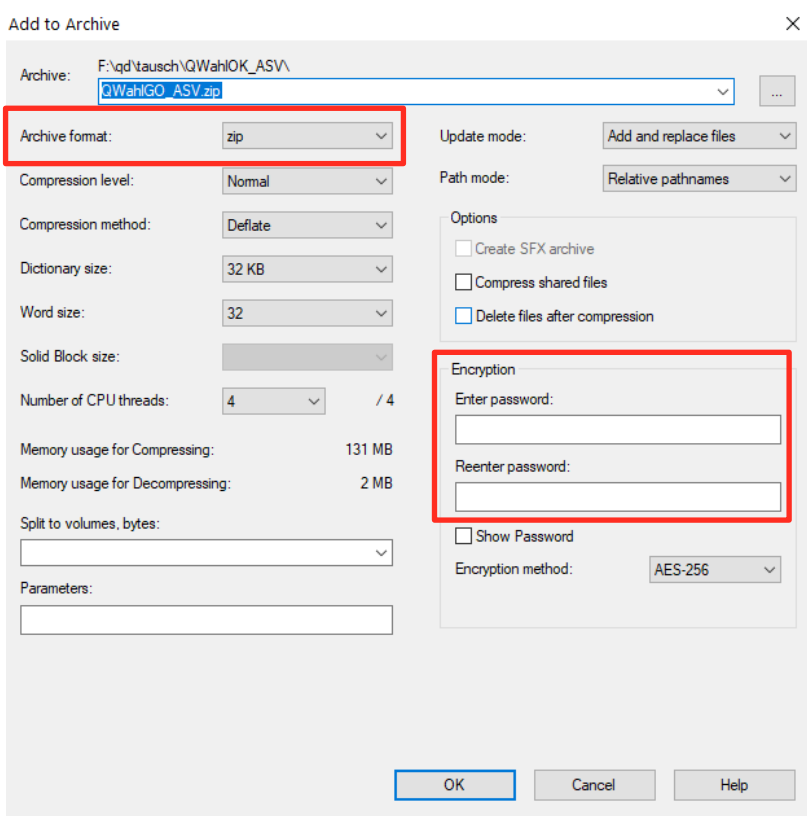 Add to Archive
Archive:
F:\qd\tausch\QWahlOK_ASV\
QWahlGO_ASV.zip
...
Archive format:
zip
Compression level:
Normal
Compression method:
Deflate
Dictionary size:
32 KB
Word size:
32
Solid Block size:
Number of CPU threads:
4
/ 4
Memory usage for Compressing:
131 MB
Memory usage for Decompressing:
2 MB
Split to volumes, bytes:
Parameters:
Update mode:
Add and replace files
Path mode:
Relative pathnames
Options
Create SFX archive
Compress shared files
Delete files after compression
Encryption
Enter password:
Reenter password:
Show Password
Encryption method:
AES-256
OK
Cancel
Help